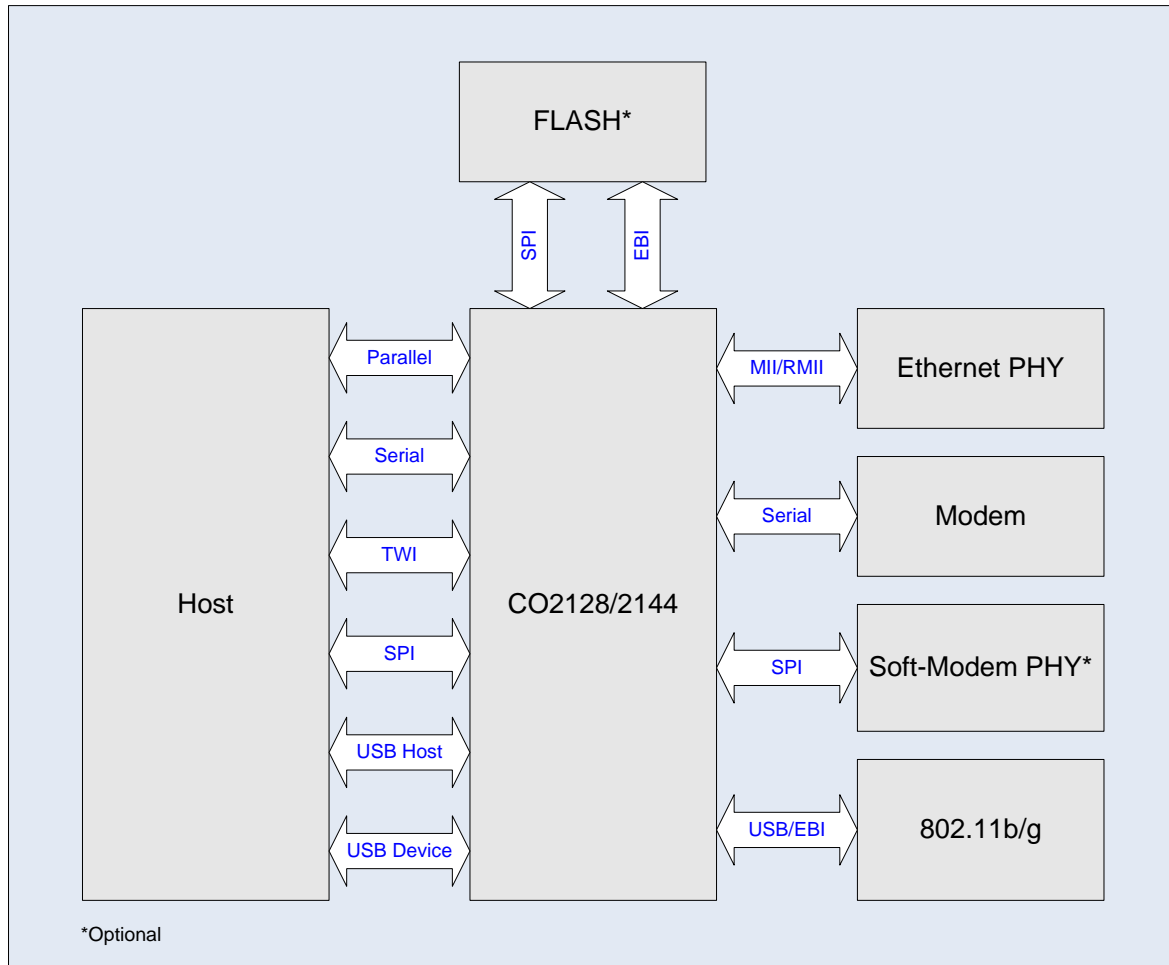 FLASH*
SPI
EBI
Host
Parallel
Serial
TWI
SPI
USB Host
USB Device
CO2128/2144
MII/RMII
Ethernet PHY
Serial
Modem
SPI
Soft-Modem PHY*
USB/EBI
802.11b/g
*Optional